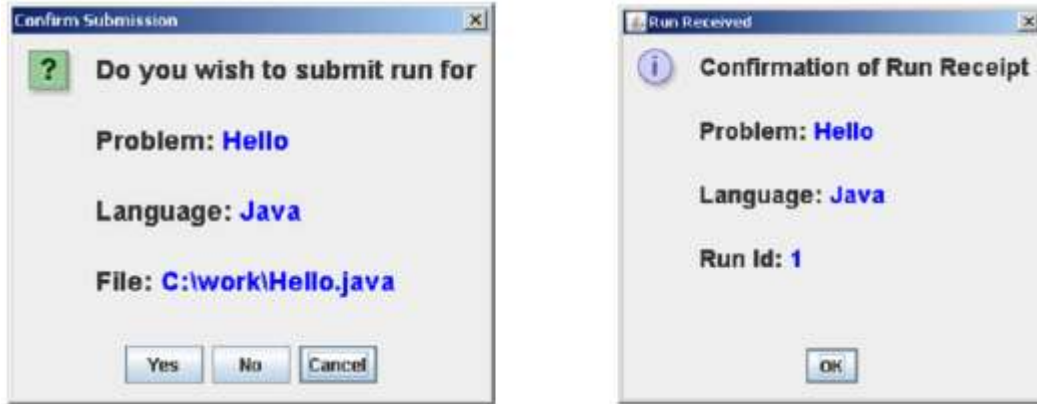 Confirm Submission
?
Do you wish to submit run for
Problem: Hello
Language: Java
File: C:\work\Hello.java
Yes
No
Cancel
Run Received
i
Confirmation of Run Receipt
Problem: Hello
Language: Java
Run Id: 1
OK